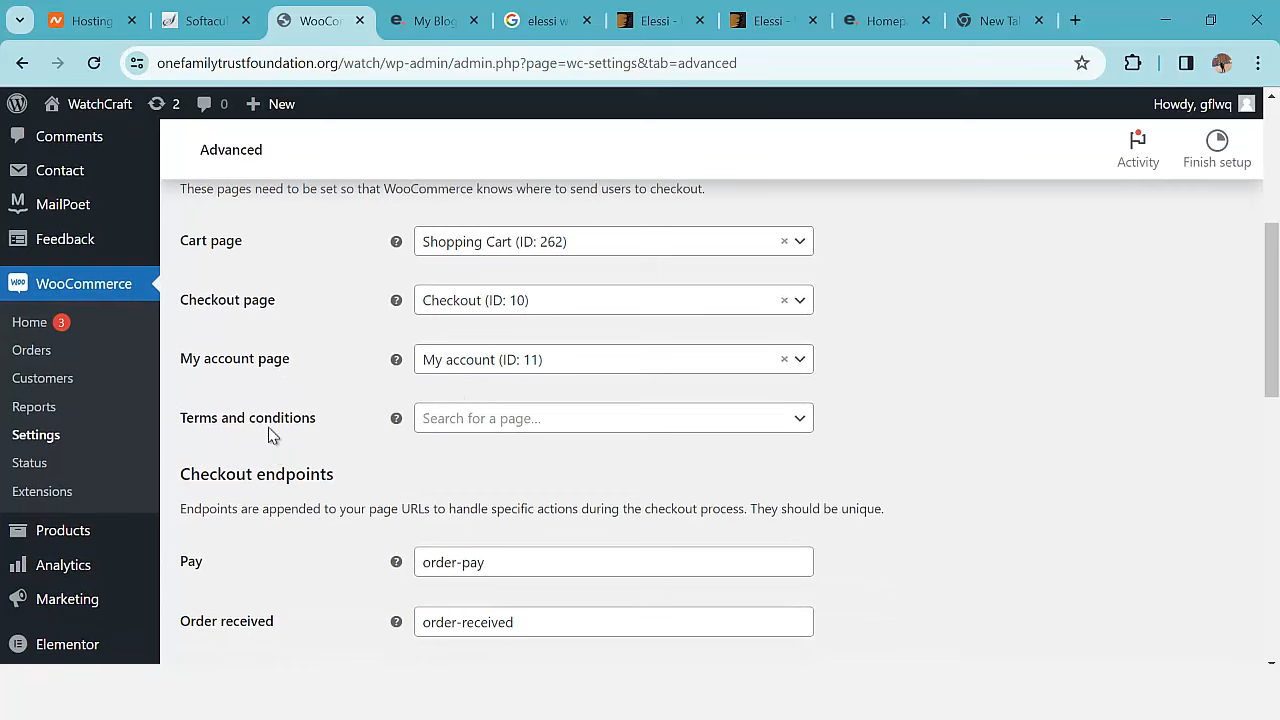 Hosting
Softacul
WooCor
My Blog
elessi w
Elessi -
Elessi -
Homep
New Tal
onefamilytrustfoundation.org/watch/wp-admin/admin.php?page=wc-settings&tab=advanced
WatchCraft
2
0
New
Howdy, gflwq
Comments
Contact
MailPoet
Feedback
WooCommerce
Home 3
Orders
Customers
Reports
Settings
Status
Extensions
Products
Analytics
Marketing
Elementor
Advanced
Activity
Finish setup
These pages need to be set so that WooCommerce knows where to send users to checkout.
Cart page
Shopping Cart (ID: 262)
Checkout page
Checkout (ID: 10)
My account page
My account (ID: 11)
Terms and conditions
Search for a page...
Checkout endpoints
Endpoints are appended to your page URLs to handle specific actions during the checkout process. They should be unique.
Pay
order-pay
Order received
order-received